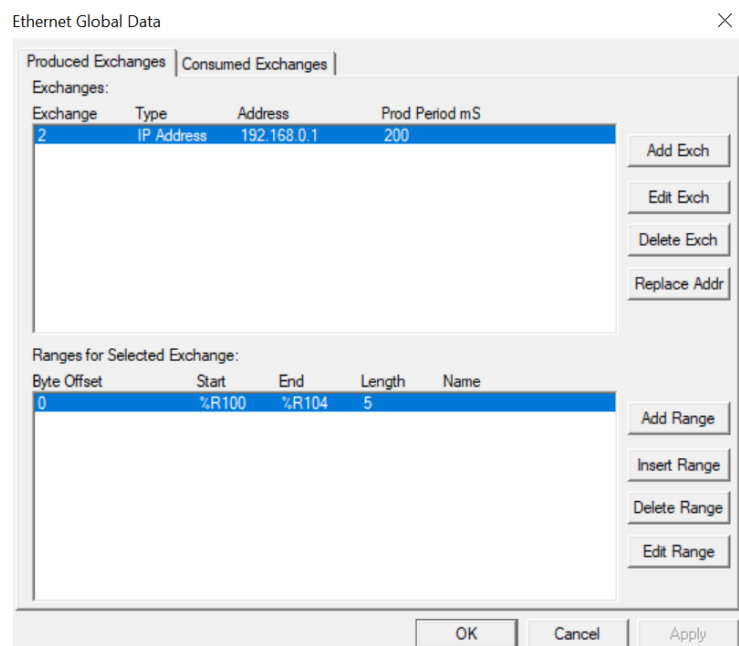 Ethernet Global Data
Produced Exchanges Consumed Exchanges
Exchanges:
Exchange Type Address Prod Period mS
2 IP Address 192.168.0.1 200
Add Exch
Edit Exch
Delete Exch
Replace Addr
Ranges for Selected Exchange:
Byte Offset Start End Length Name
0 %R100 %R104 5
Add Range
Insert Range
Delete Range
Edit Range
OK Cancel Apply